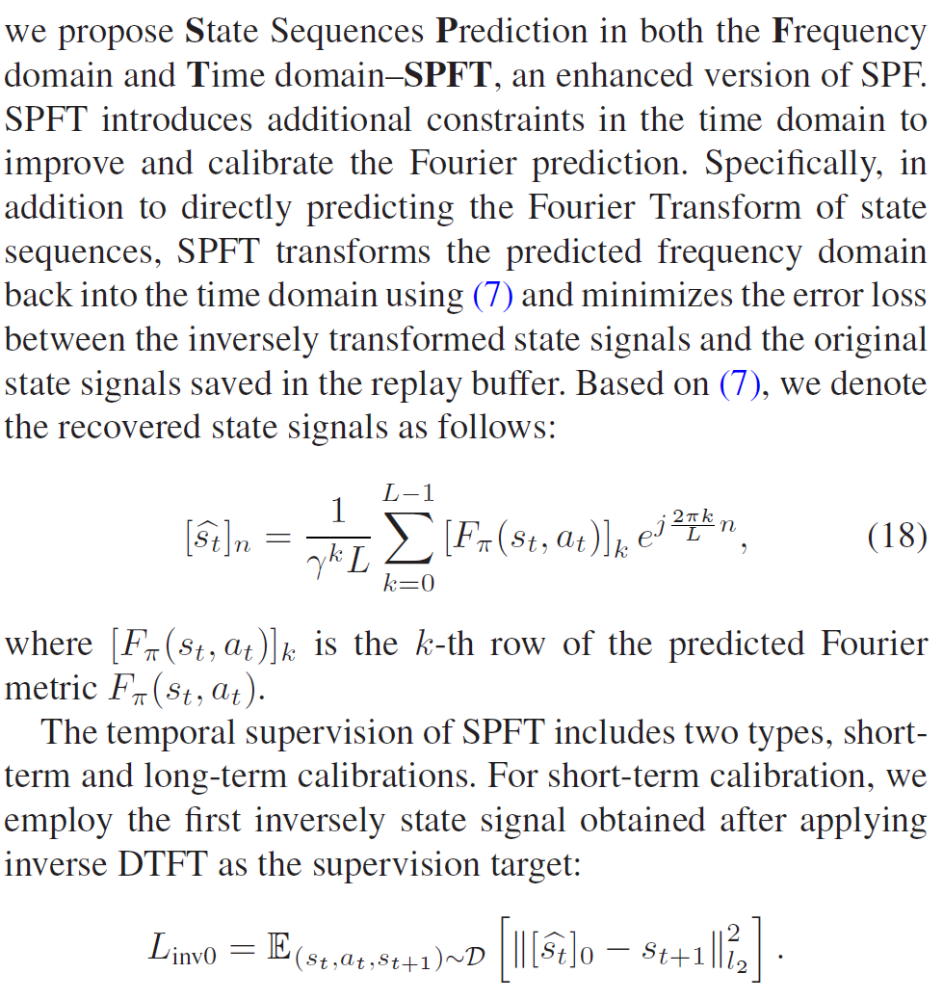 we propose State Sequences Prediction in both the Frequency
domain and Time domain–SPFT, an enhanced version of SPF.
SPFT introduces additional constraints in the time domain to
improve and calibrate the Fourier prediction. Specifically, in
addition to directly predicting the Fourier Transform of state
sequences, SPFT transforms the predicted frequency domain
back into the time domain using (7) and minimizes the error loss
between the inversely transformed state signals and the original
state signals saved in the replay buffer. Based on (7), we denote
the recovered state signals as follows:
$[\widehat{s_t}]_n = \frac{1}{\gamma^k L} \sum_{k=0}^{L-1} [F_\pi(s_t, a_t)]_k \, e^{j \frac{2\pi k}{L} n},$ (18)
where $[F_\pi(s_t, a_t)]_k$ is the $k$-th row of the predicted Fourier
metric $F_\pi(s_t, a_t)$.
The temporal supervision of SPFT includes two types, short-
term and long-term calibrations. For short-term calibration, we
employ the first inversely state signal obtained after applying
inverse DTFT as the supervision target:
$L_{\text{inv0}} = \mathbb{E}_{(s_t, a_t, s_{t+1}) \sim \mathcal{D}} \left[ \| [\widehat{s_t}]_0 - s_{t+1} \|_{l_2}^2 \right].$